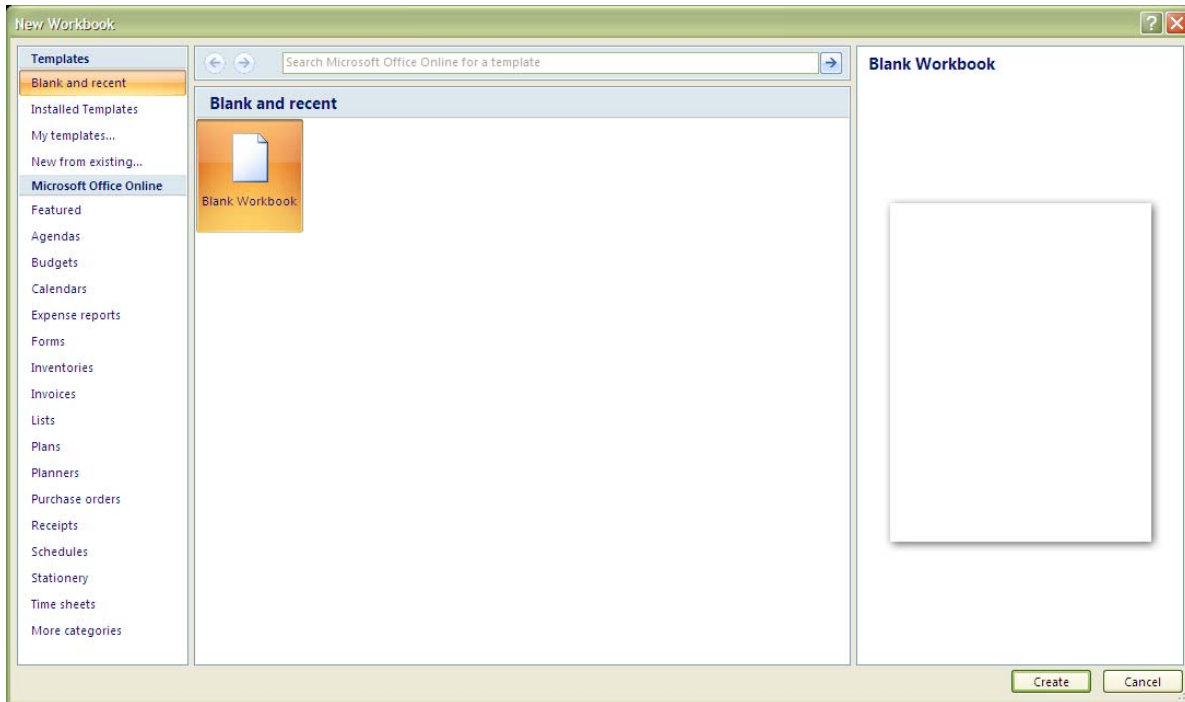 New Workbook
Templates
Blank and recent
Installed Templates
My templates...
New from existing...
Microsoft Office Online
Featured
Agendas
Budgets
Calendars
Expense reports
Forms
Inventories
Invoices
Lists
Plans
Planners
Purchase orders
Receipts
Schedules
Stationery
Time sheets
More categories
Search Microsoft Office Online for a template
Blank and recent
Blank Workbook
Blank Workbook
Create
Cancel